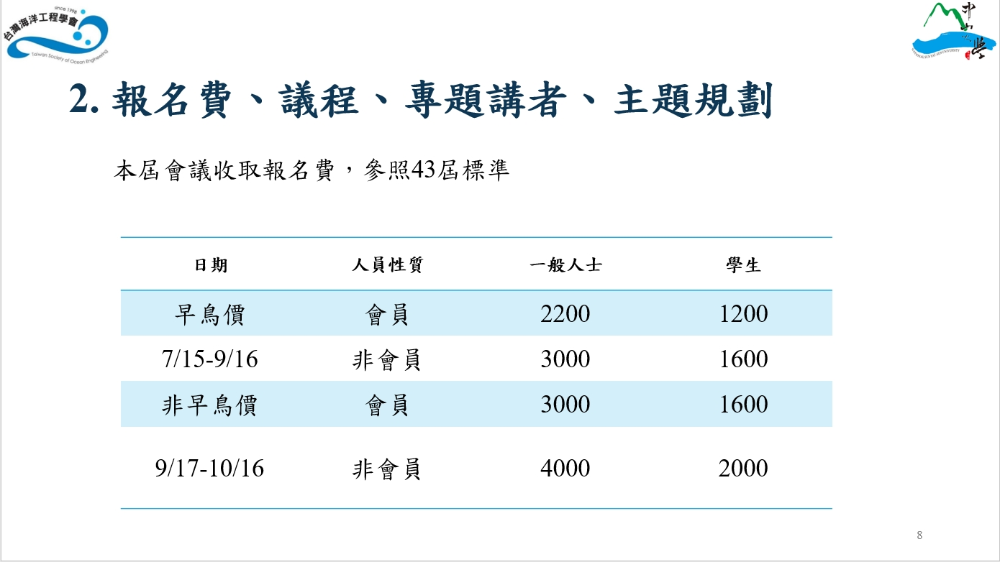 since 1998
台灣海洋工程學會
Taiwan Society of Ocean Engineering
中山大學
NATIONAL SUN YAT-SEN UNIVERSITY
2. 報名費、議程、專題講者、主題規劃
本屆會議收取報名費，參照43屆標準
日期 人員性質 一般人士 學生
早鳥價 會員 2200 1200
7/15-9/16 非會員 3000 1600
非早鳥價 會員 3000 1600
9/17-10/16 非會員 4000 2000
8